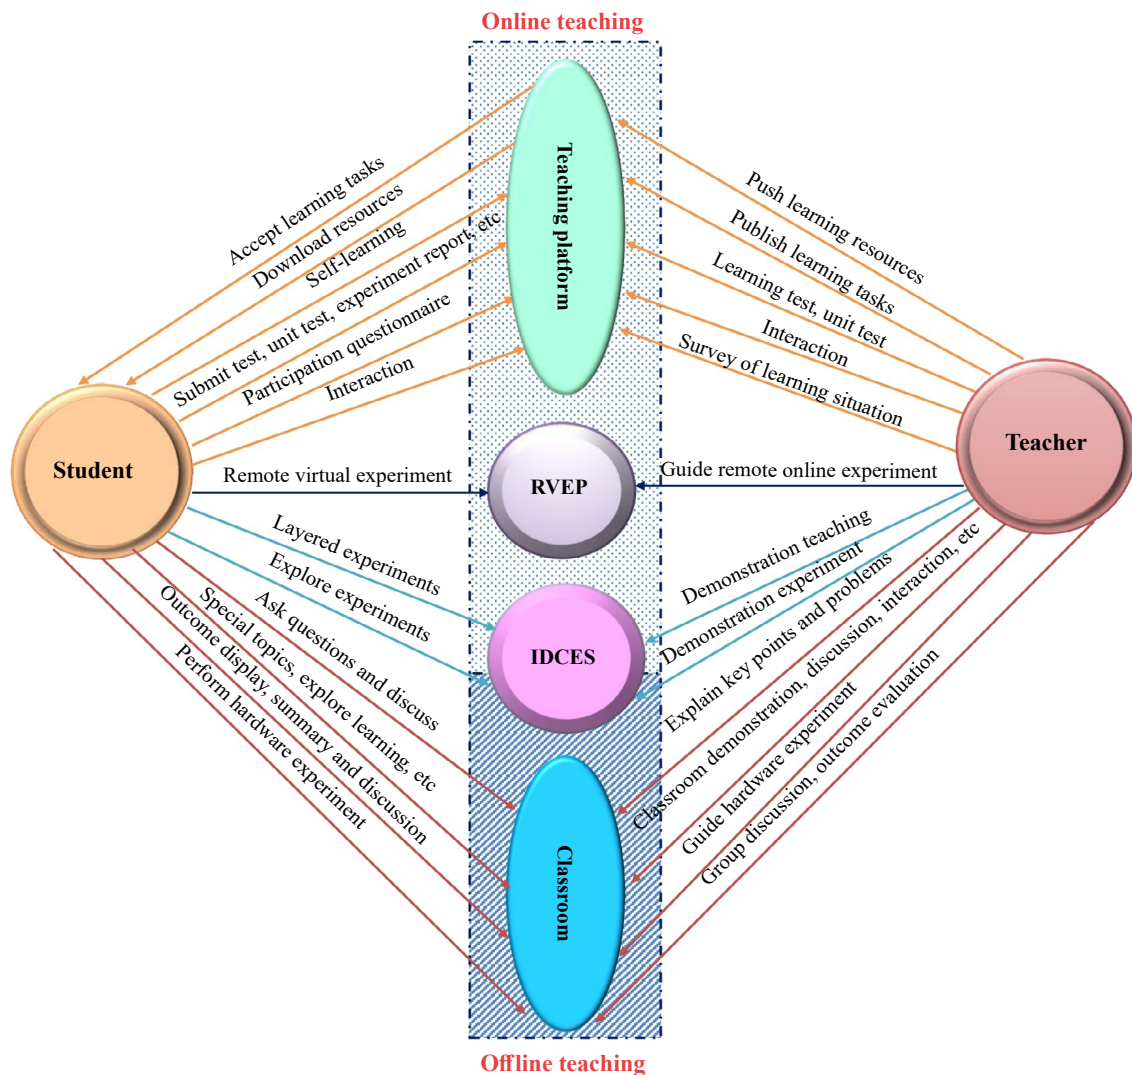 Online teaching
Teaching platform
Accept learning tasks
Download resources
Self-learning
Submit test, unit test, experiment report, etc
Participation questionnaire
Interaction
Push learning resources
Publish learning tasks
Learning test, unit test
Interaction
Survey of learning situation
Student
Teacher
Remote virtual experiment
RVEP
Guide remote online experiment
Layered experiments
Explore experiments
IDCES
Demonstration teaching
Demonstration experiment
Ask questions and discuss
Special topics, explore learning, etc
Outcome display, summary and discussion
Perform hardware experiment
Explain key points and problems
Classroom demonstration, discussion, interaction, etc
Guide hardware experiment
Group discussion, outcome evaluation
Classroom
Offline teaching